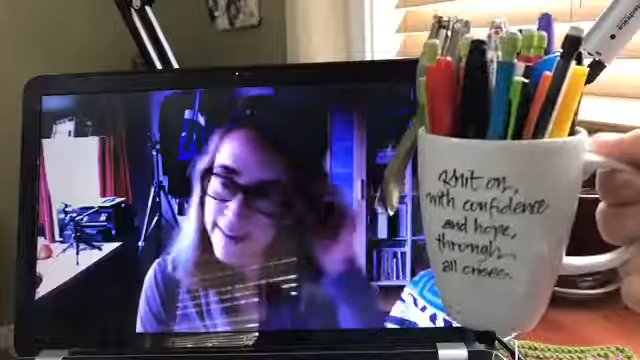 Knit on,
with confidence
and hope,
through
all crises.